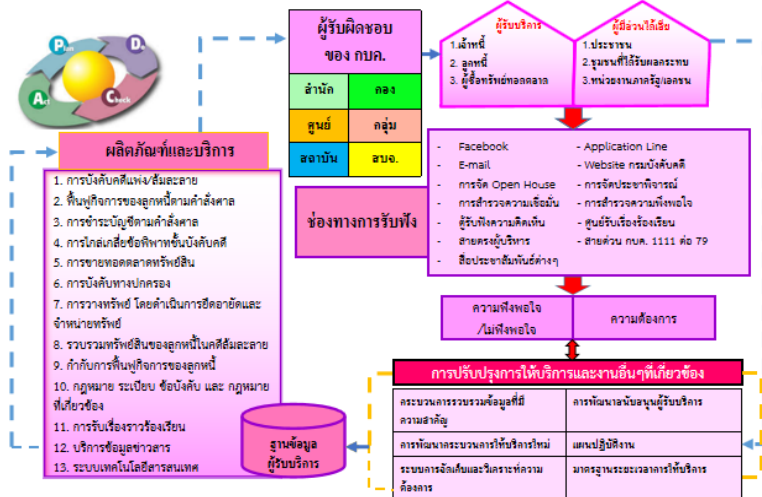 Plan
Do
Check
Act
ผู้รับผิดชอบ
ของ กบค.
สำนัก
กอง
ศูนย์
กลุ่ม
สถาบัน
สบจ.
ผู้รับบริการ
1.เจ้าหนี้
2. ลูกหนี้
3. ผู้ซื้อทรัพย์ทอดตลาด
ผู้มีส่วนได้เสีย
1.ประชาชน
2.ชุมชนที่ได้รับผลกระทบ
3.หน่วยงานภาครัฐ/เอกชน
ผลิตภัณฑ์และบริการ
1. การบังคับคดีแพ่ง/ล้มละลาย
2. ฟื้นฟูกิจการของลูกหนี้ตามคำสั่งศาล
3. การชำระบัญชีตามคำสั่งศาล
4. การไกล่เกลี่ยข้อพิพาทชั้นบังคับคดี
5. การขายทอดตลาดทรัพย์สิน
6. การบังคับทางปกครอง
7. การวางทรัพย์ โดยดำเนินการยึดอายัดและ
จำหน่ายทรัพย์
8. รวบรวมทรัพย์สินของลูกหนี้ในคดีล้มละลาย
9. กำกับการฟื้นฟูกิจการของลูกหนี้
10. กฎหมาย ระเบียบ ข้อบังคับ และ กฎหมาย
ที่เกี่ยวข้อง
11. การรับเรื่องราวร้องเรียน
12. บริการข้อมูลข่าวสาร
13. ระบบเทคโนโลยีสารสนเทศ
ช่องทางการรับฟัง
- Facebook
- E-mail
- การจัด Open House
- การสำรวจความเชื่อมั่น
- ตู้รับฟังความคิดเห็น
- สายตรงผู้บริหาร
- สื่อประชาสัมพันธ์ต่างๆ
- Application Line
- Website กรมบังคับคดี
- การจัดประชาพิจารณ์
- การสำรวจความพึงพอใจ
- ศูนย์รับเรื่องร้องเรียน
- สายด่วน กบค. 1111 ต่อ 79
ความพึงพอใจ
/ไม่พึงพอใจ
ความต้องการ
การปรับปรุงการให้บริการและงานอื่นๆที่เกี่ยวข้อง
กระบวนการรวบรวมข้อมูลที่มี
ความสำคัญ
การพัฒนาสนับสนุนผู้รับบริการ
การพัฒนากระบวนการให้บริการใหม่
แผนปฏิบัติงาน
ระบบการจัดเก็บและวิเคราะห์ความ
ต้องการ
มาตรฐานระยะเวลาการให้บริการ
ฐานข้อมูล
ผู้รับบริการ